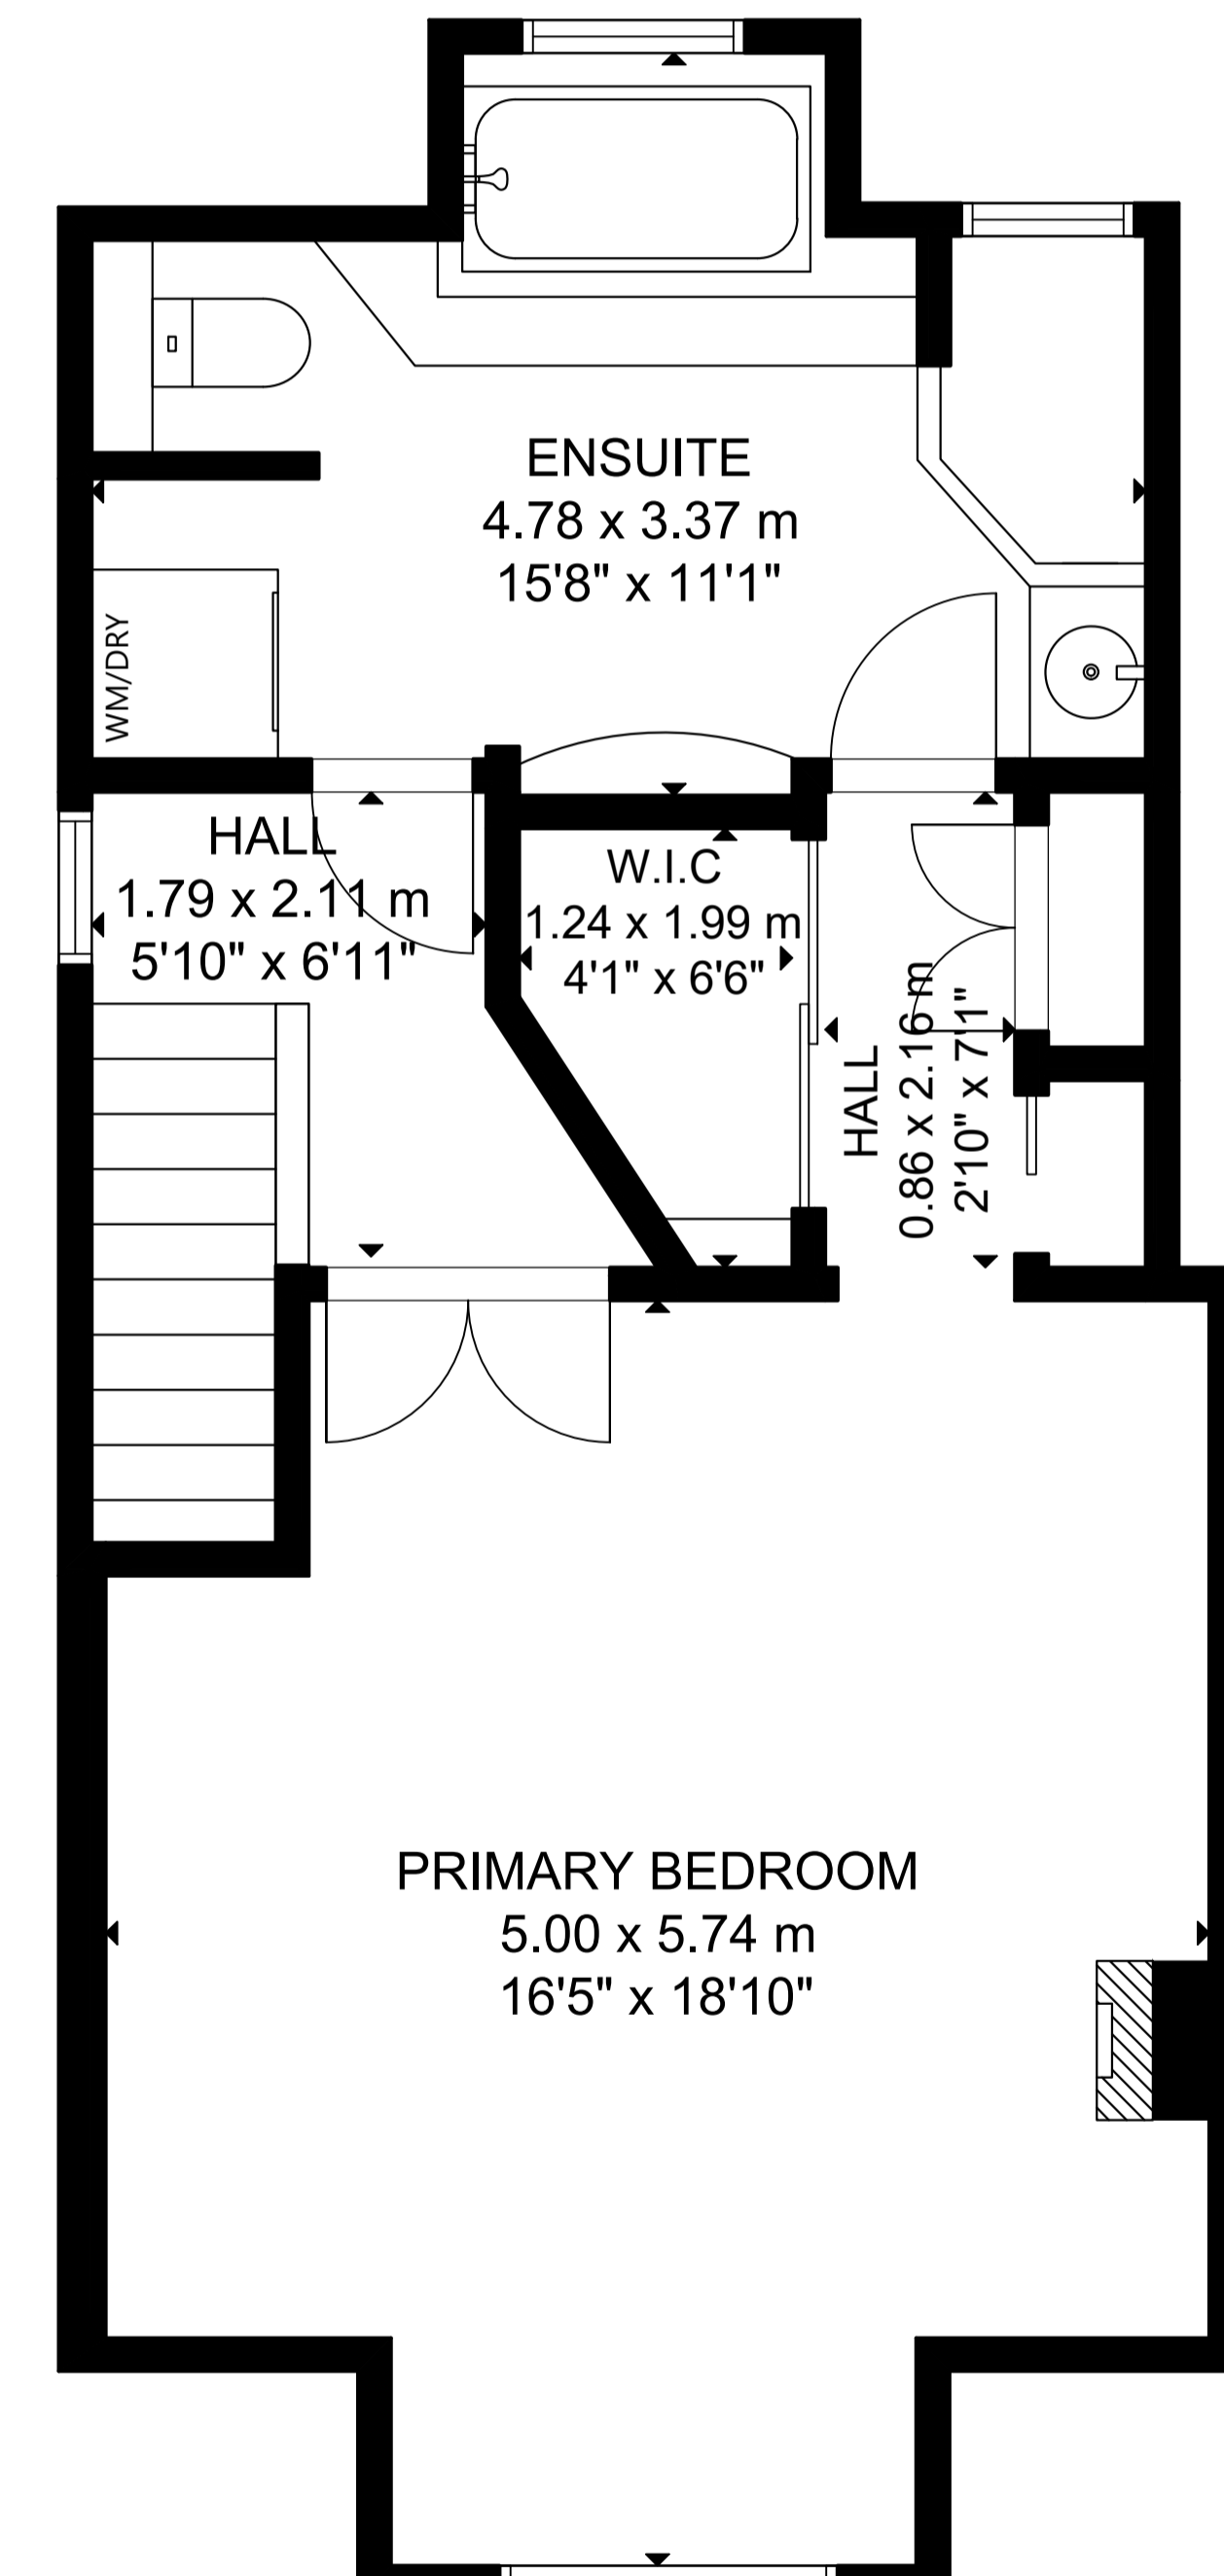 ENSUITE
4.78 x 3.37 m
15'8" x 11'1"
WM/DRY
HALL
1.79 x 2.11 m
5'10" x 6'11"
W.I.C
1.24 x 1.99 m
4'1" x 6'6"
HALL
0.86 x 2.16 m
2'10" x 7'1"
PRIMARY BEDROOM
5.00 x 5.74 m
16'5" x 18'10"